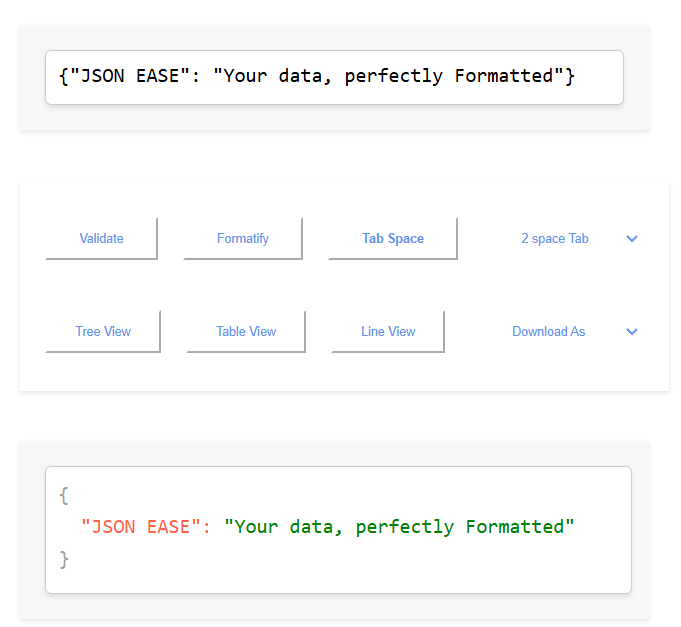 {"JSON EASE": "Your data, perfectly Formatted"}
Validate Formatify Tab Space 2 space Tab
Tree View Table View Line View Download As
{
  "JSON EASE": "Your data, perfectly Formatted"
}